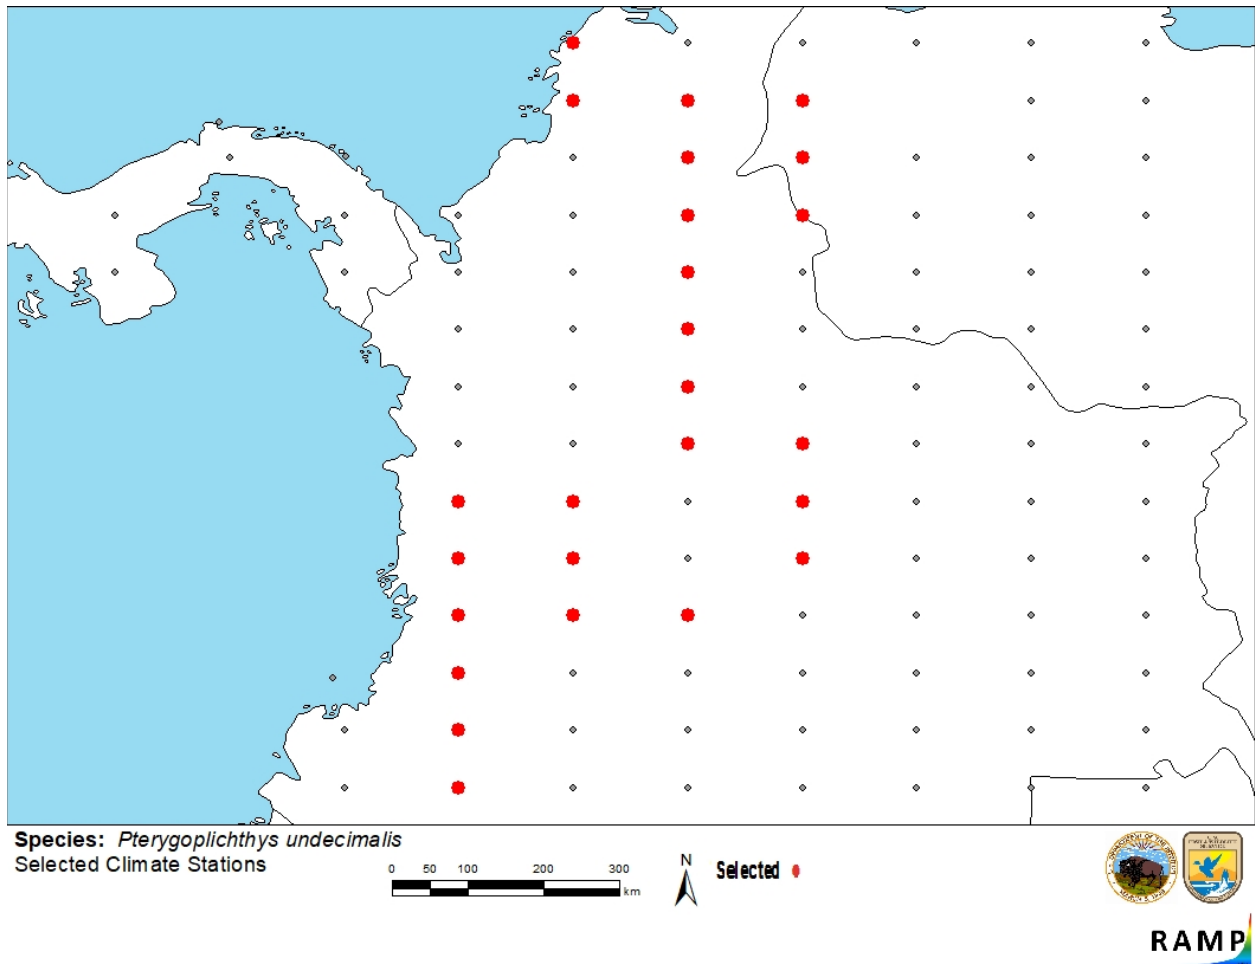 Species: Pterygoplichthys undecimalis
Selected Climate Stations
0 50 100 200 300
km
N
Selected
RAMP